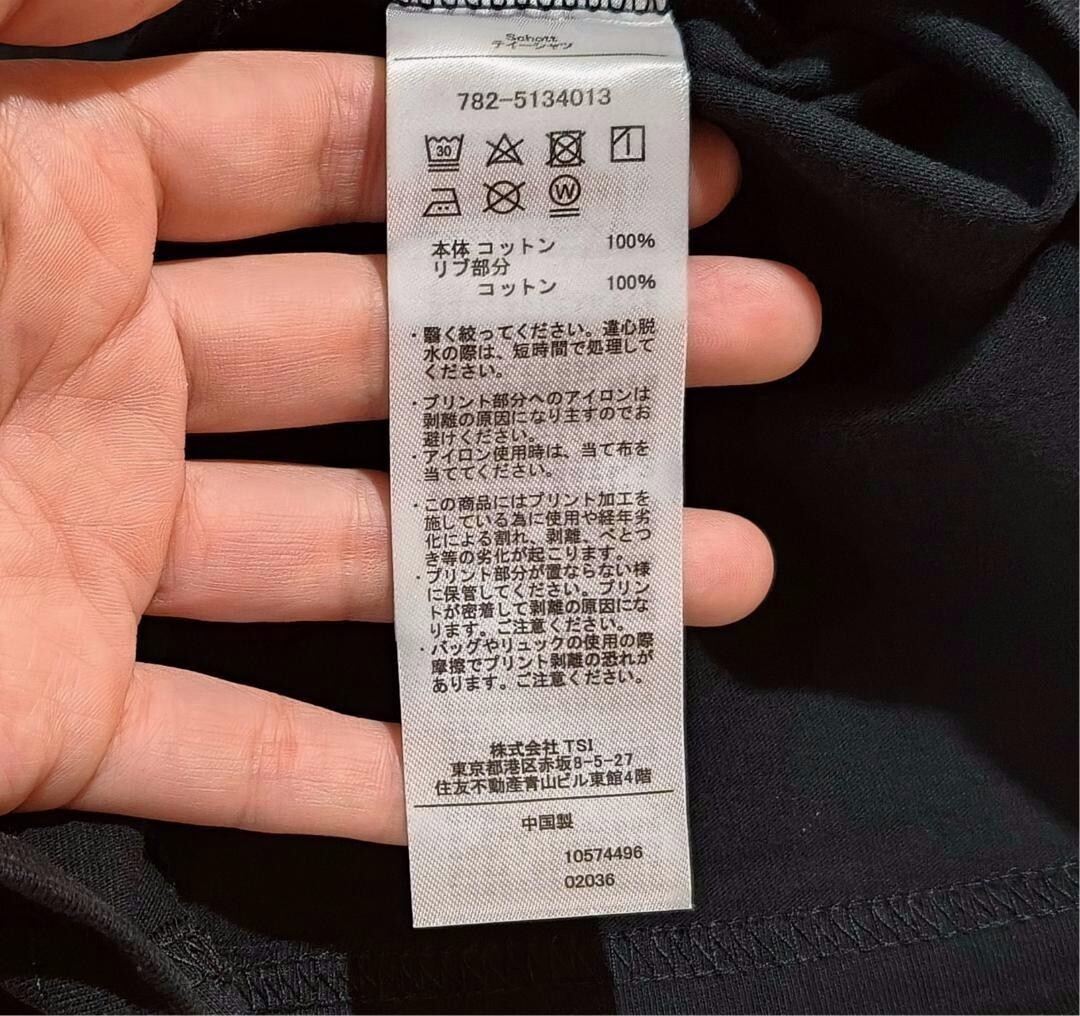 Schott
ティーシャツ
782-5134013
30
W
本体 コットン 100%
リブ部分
コットン 100%
・翳く絞ってください。違心脱
水の際は、短時間で処理して
ください。
・プリント部分へのアイロンは
剥離の原因になり主すのでお
避けください。
・アイロン使用時は、当て布を
当ててください。
・この商品にはプリント加工を
施している為に使用や経年劣
化による割れ、剥離、べとつ
き等の劣化が起こります。
・プリント部分が置ならない様
に保管してください。プリン
トが密着して剥離の原因にな
ります。ご注意ください。
・バッグやリュックの使用の際
摩擦でプリント剥離の恐れが
あります。ご注意ください。
株式会社 TSI
東京都港区赤坂8-5-27
住友不動産青山ビル東館4階
中国製
10574496
02036